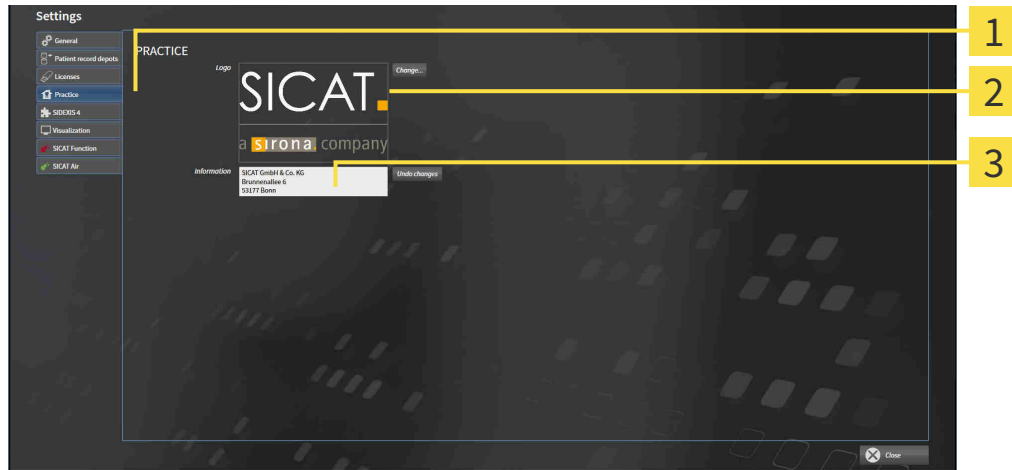 Settings
General
Patient record depots
Licenses
Practice
SIDEXIS 4
Visualization
SICAT Function
SICAT Air
PRACTICE
Logo
SICAT.
a sirona. company
Change...
Information
SICAT GmbH & Co. KG
Brunnenallee 6
53177 Bonn
Undo changes
Close
1
2
3